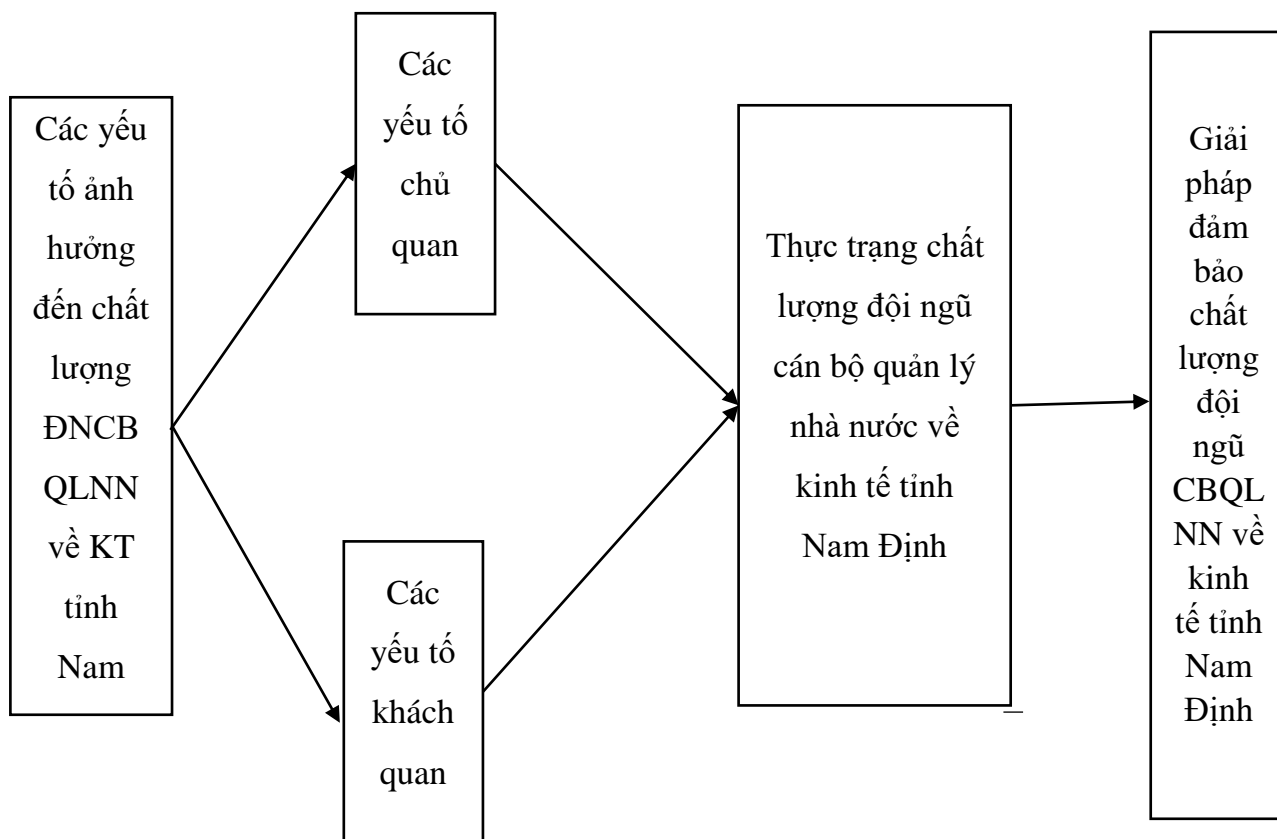 Các yếu
tố ảnh
hưởng
đến chất
lượng
ĐNCB
QLNN
về KT
tỉnh
Nam
Các
yếu tố
chủ
quan
Các
yếu tố
khách
quan
Thực trạng chất
lượng đội ngũ
cán bộ quản lý
nhà nước về
kinh tế tỉnh
Nam Định
Giải
pháp
đảm
bảo
chất
lượng
đội
ngũ
CBQL
NN về
kinh
tế tỉnh
Nam
Định